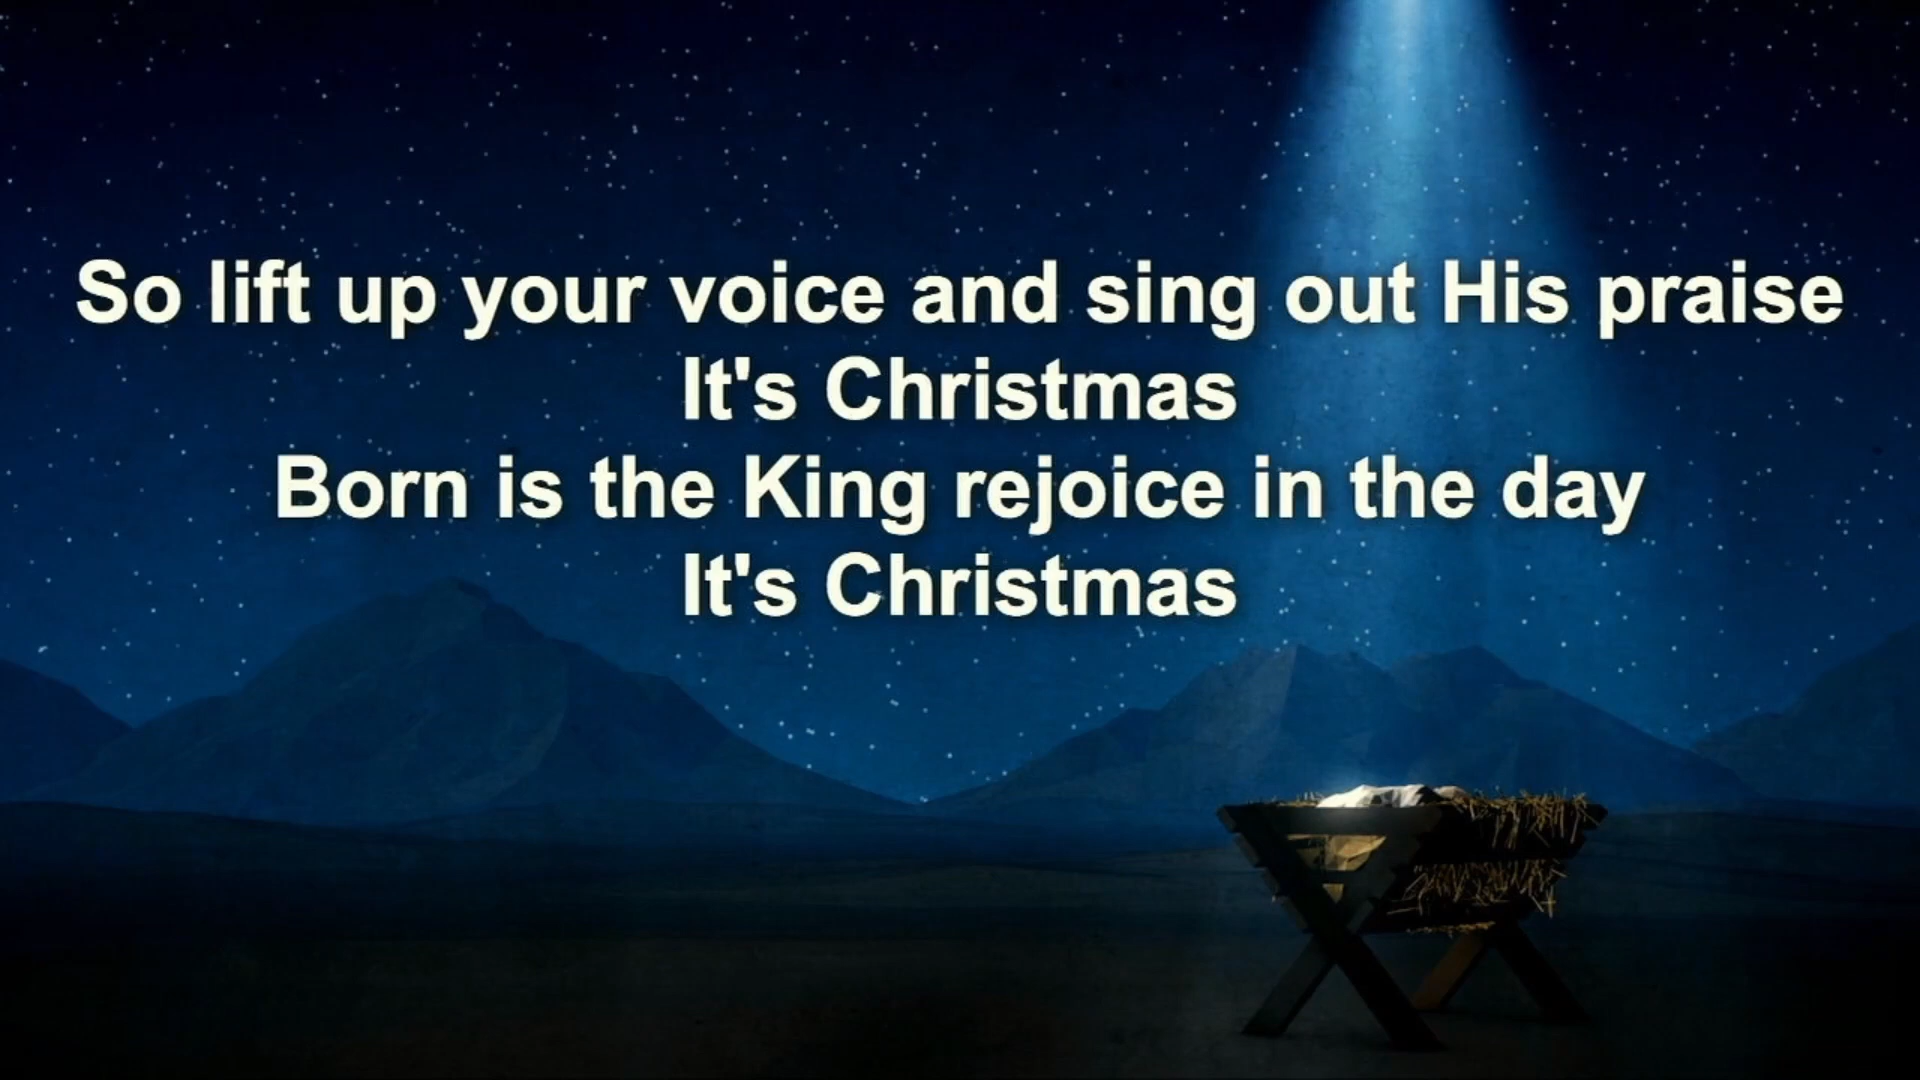 So lift up your voice and sing out His praise
It's Christmas
Born is the King rejoice in the day
It's Christmas